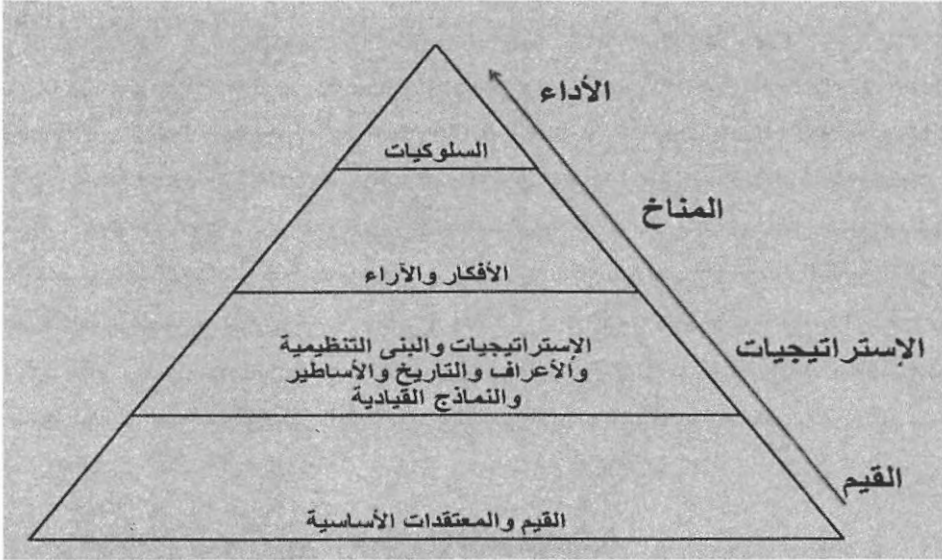 الأداء
السلوكيات
المناخ
الأفكار والآراء
الإستراتيجيات والبنى التنظيمية
والأعراف والتاريخ والأساطير
والنماذج القيادية
الإستراتيجيات
القيم
القيم والمعتقدات الأساسية